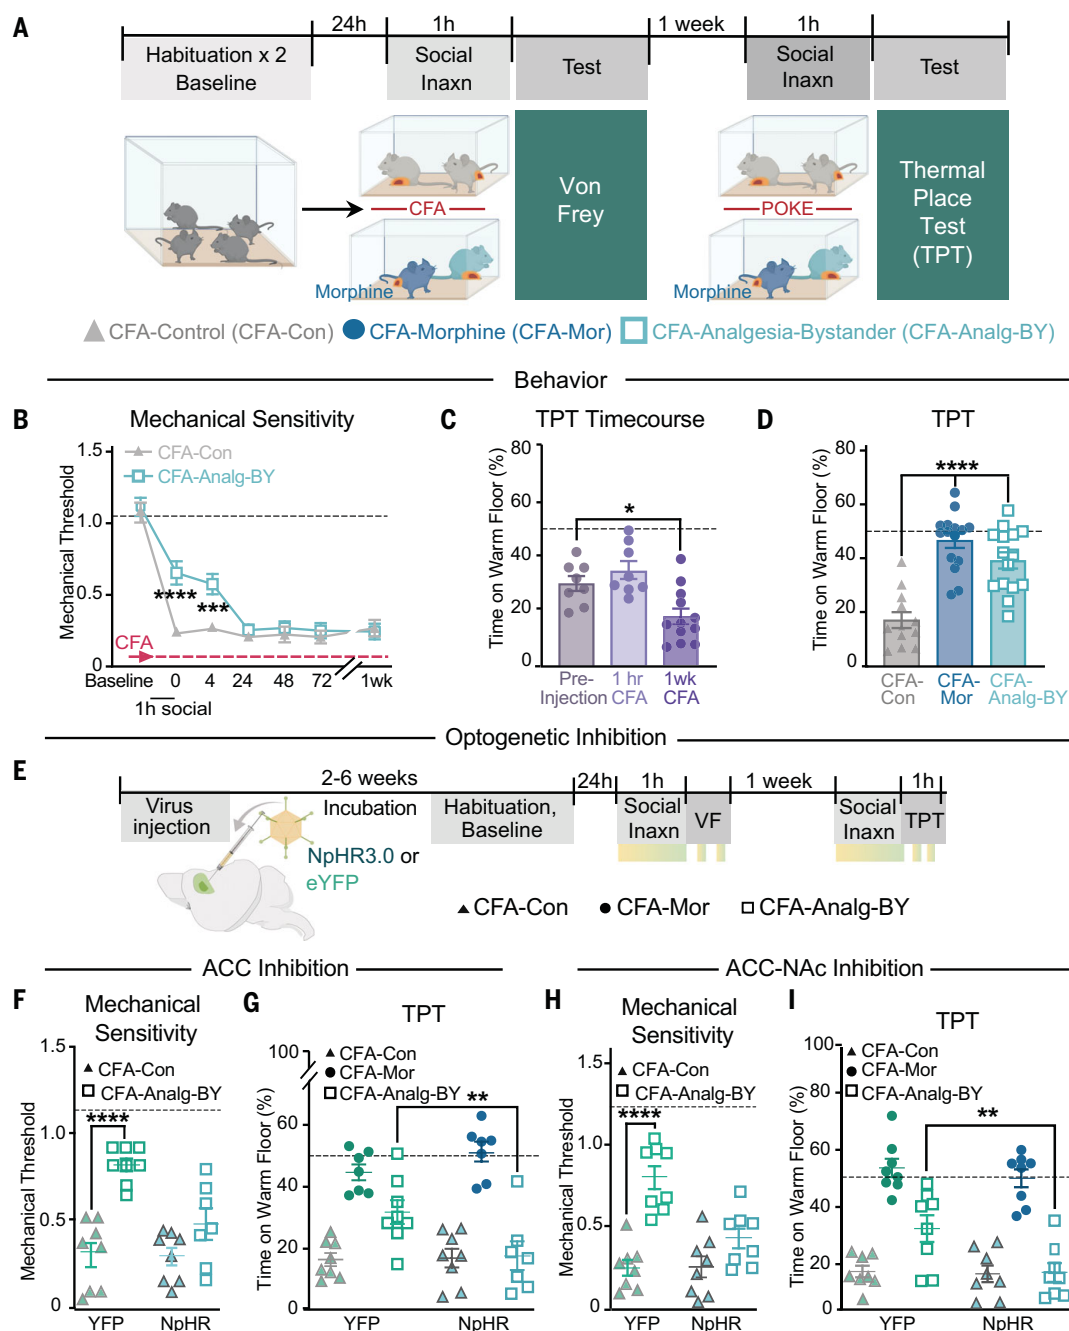 A
24h 1h 1 week 1h
Habituation x 2
Baseline
Social
Inaxn
Test
Social
Inaxn
Test
CFA
Morphine
Von
Frey
POKE
Morphine
Thermal
Place
Test
(TPT)
CFA-Control (CFA-Con) CFA-Morphine (CFA-Mor) CFA-Analgesia-Bystander (CFA-Analg-BY)
Behavior
B
Mechanical Sensitivity
CFA-Con
CFA-Analg-BY
Mechanical Threshold
1.5
1.0
0.5
0
****
***
CFA
Baseline 0 4 24 48 72 1wk
1h social
C
TPT Timecourse
Time on Warm Floor (%)
80
60
40
20
0
*
Pre-
Injection
1 hr
CFA
1wk
CFA
D
TPT
Time on Warm Floor (%)
80
60
40
20
0
****
CFA-
Con
CFA-
Mor
CFA-
Analg-BY
Optogenetic Inhibition
E
2-6 weeks 24h 1h 1 week 1h
Virus
injection
Incubation
Habituation,
Baseline
Social
Inaxn
VF
Social
Inaxn
TPT
NpHR3.0 or
eYFP
CFA-Con CFA-Mor CFA-Analg-BY
ACC Inhibition
F
Mechanical
Sensitivity
Mechanical Threshold
1.5
1.0
0.5
0
CFA-Con
CFA-Analg-BY
****
YFP NpHR
G
TPT
Time on Warm Floor (%)
100
60
40
20
0
CFA-Con
CFA-Mor
CFA-Analg-BY
**
YFP NpHR
ACC-NAc Inhibition
H
Mechanical
Sensitivity
Mechanical Threshold
1.5
1.0
0.5
0
CFA-Con
CFA-Analg-BY
****
YFP NpHR
I
TPT
Time on Warm Floor (%)
100
80
60
40
20
0
CFA-Con
CFA-Mor
CFA-Analg-BY
**
YFP NpHR